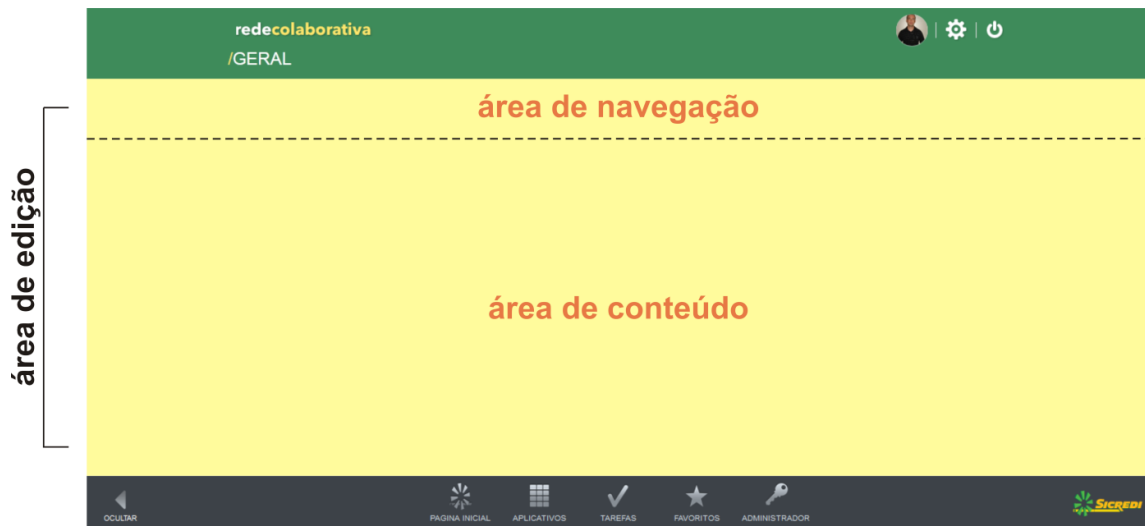 redecolaborativa
/GERAL
área de navegação
área de edição
área de conteúdo
OCULTAR
PAGINA INICIAL
APLICATIVOS
TAREFAS
FAVORITOS
ADMINISTRADOR
SICREDI